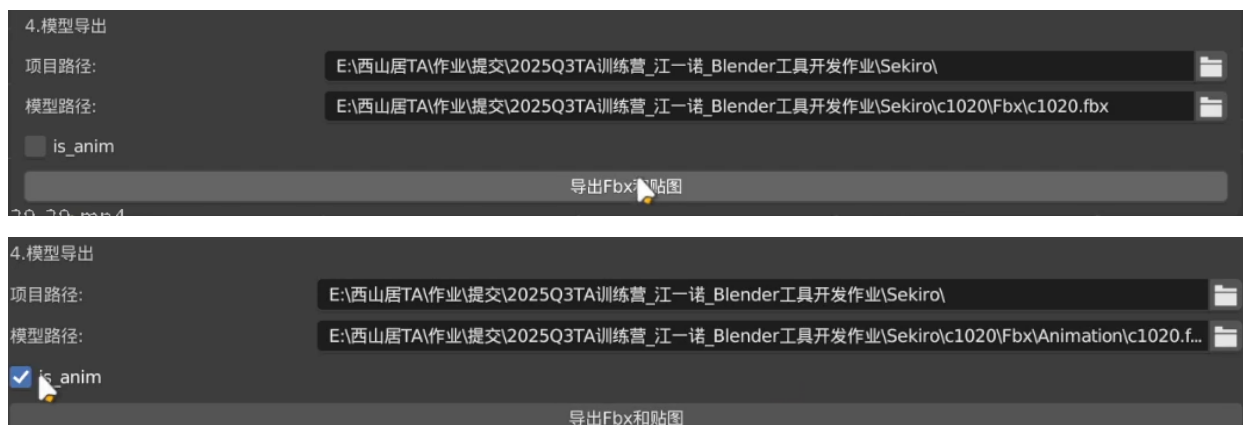 4.模型导出
项目路径: E:\西山居TA\作业\提交\2025Q3TA训练营_江一诺_Blender工具开发作业\Sekiro\
模型路径: E:\西山居TA\作业\提交\2025Q3TA训练营_江一诺_Blender工具开发作业\Sekiro\c1020\Fbx\c1020.fbx
is_anim
导出Fbx和贴图
4.模型导出
项目路径: E:\西山居TA\作业\提交\2025Q3TA训练营_江一诺_Blender工具开发作业\Sekiro\
模型路径: E:\西山居TA\作业\提交\2025Q3TA训练营_江一诺_Blender工具开发作业\Sekiro\c1020\Fbx\Animation\c1020.f...
is_anim
导出Fbx和贴图